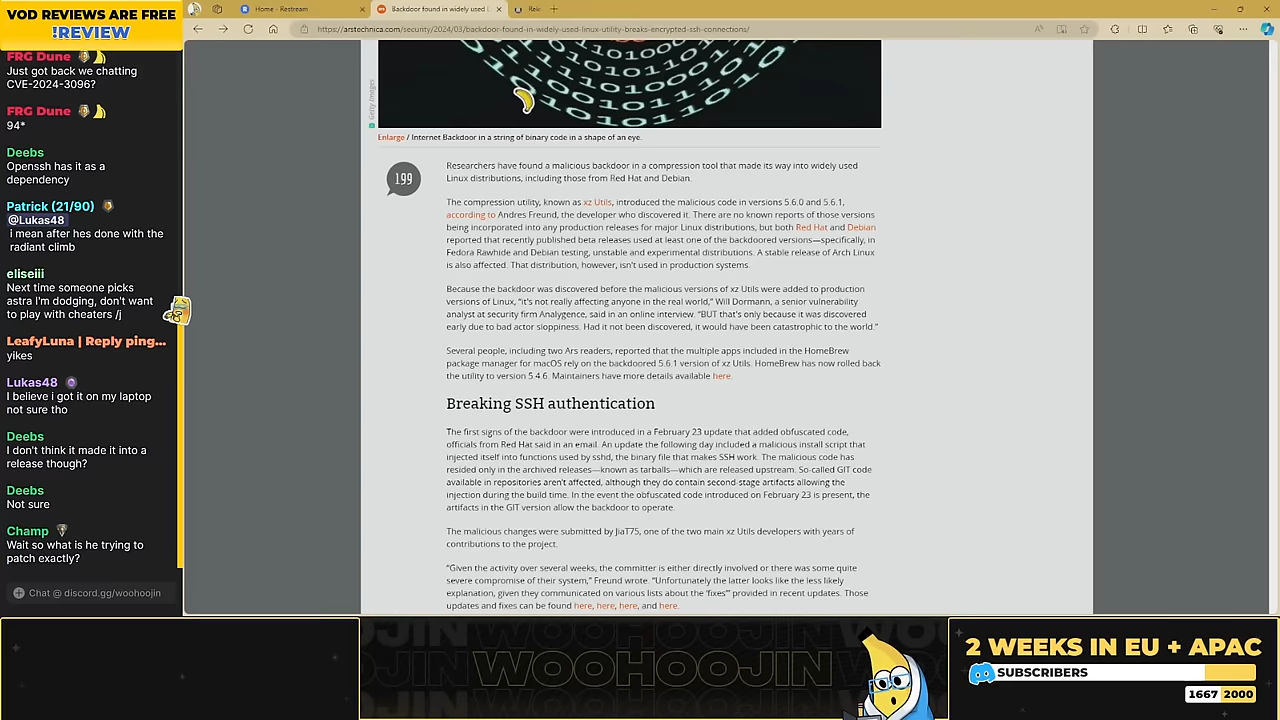 VOD REVIEWS ARE FREE
!REVIEW
FRG Dune
Just got back we chatting
CVE-2024-3096?
FRG Dune
94*
Deebs
Openssh has it as a
dependency
Patrick (21/90)
@Lukas48
i mean after hes done with the
radiant climb
eliseiii
Next time someone picks
astra I'm dodging, don't want
to play with cheaters /j
LeafyLuna | Reply ping...
yikes
Lukas48
I believe i got it on my laptop
not sure tho
Deebs
I don't think it made it into a
release though?
Deebs
Not sure
Champ
Wait so what is he trying to
patch exactly?
Chat @ discord.gg/woohoojin
Home - Restream
Backdoor found in widely used L
https://arstechnica.com/security/2024/03/backdoor-found-in-widely-used-linux-utility-breaks-encrypted-ssh-connections/
Getty Images
Enlarge / Internet Backdoor in a string of binary code in a shape of an eye.
199
Researchers have found a malicious backdoor in a compression tool that made its way into widely used
Linux distributions, including those from Red Hat and Debian.
The compression utility, known as xz Utils, introduced the malicious code in versions 5.6.0 and 5.6.1,
according to Andres Freund, the developer who discovered it. There are no known reports of those versions
being incorporated into any production releases for major Linux distributions, but both Red Hat and Debian
reported that recently published beta releases used at least one of the backdoored versions—specifically, in
Fedora Rawhide and Debian testing, unstable and experimental distributions. A stable release of Arch Linux
is also affected. That distribution, however, isn't used in production systems.
Because the backdoor was discovered before the malicious versions of xz Utils were added to production
versions of Linux, "it's not really affecting anyone in the real world," Will Dormann, a senior vulnerability
analyst at security firm Analygence, said in an online interview. "BUT that's only because it was discovered
early due to bad actor sloppiness. Had it not been discovered, it would have been catastrophic to the world."
Several people, including two Ars readers, reported that the multiple apps included in the HomeBrew
package manager for macOS rely on the backdoored 5.6.1 version of xz Utils. HomeBrew has now rolled back
the utility to version 5.4.6. Maintainers have more details available here.
Breaking SSH authentication
The first signs of the backdoor were introduced in a February 23 update that added obfuscated code,
officials from Red Hat said in an email. An update the following day included a malicious install script that
injected itself into functions used by sshd, the binary file that makes SSH work. The malicious code has
resided only in the archived releases—known as tarballs—which are released upstream. So-called GIT code
available in repositories aren't affected, although they do contain second-stage artifacts allowing the
injection during the build time. In the event the obfuscated code introduced on February 23 is present, the
artifacts in the GIT version allow the backdoor to operate.
The malicious changes were submitted by JiaT75, one of the two main xz Utils developers with years of
contributions to the project.
"Given the activity over several weeks, the committer is either directly involved or there was some quite
severe compromise of their system," Freund wrote. "Unfortunately the latter looks like the less likely
explanation, given they communicated on various lists about the 'fixes'" provided in recent updates. Those
updates and fixes can be found here, here, here, and here.
WOOHOOJIN
2 WEEKS IN EU + APAC
SUBSCRIBERS
1667 2000